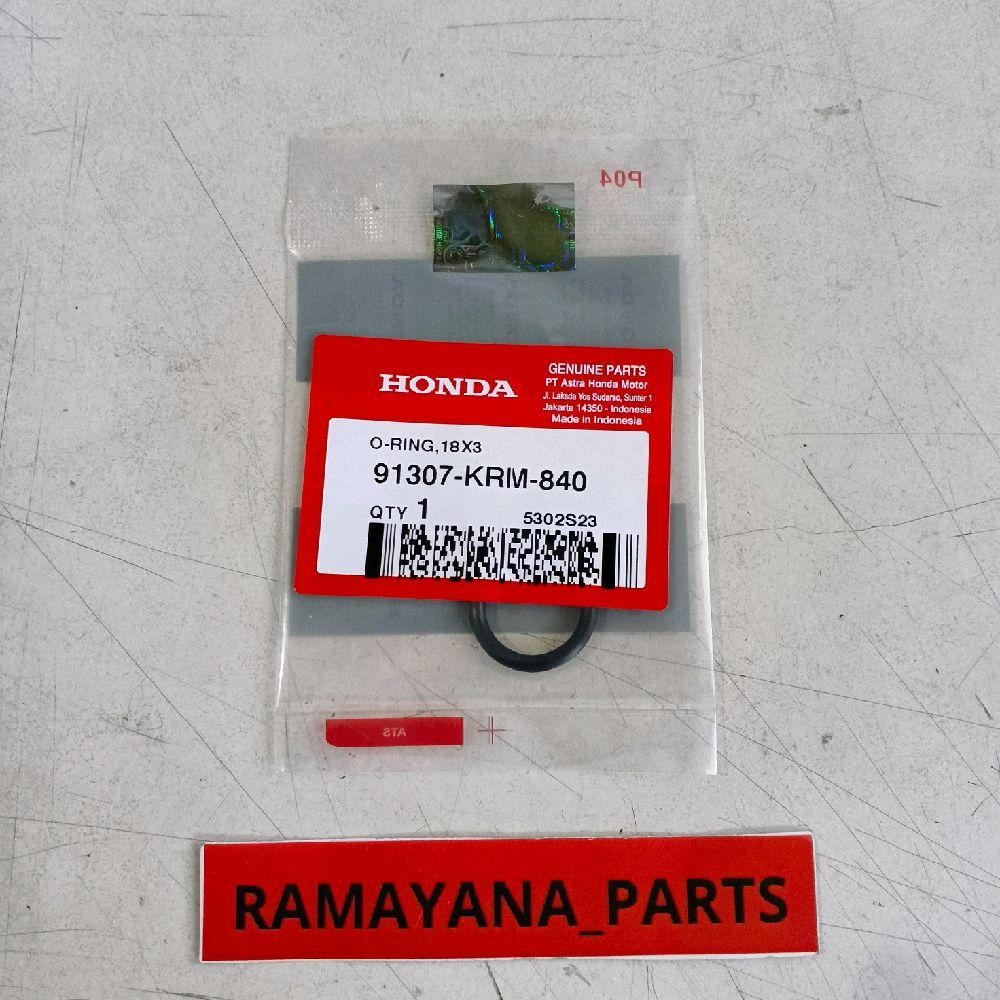 P04
HONDA
GENUINE PARTS
PT Astra Honda Motor
Jl. Laksda Yos Sudarso, Sunter 1
Jakarta 14350 - Indonesia
Made in Indonesia
O-RING,18X3
91307-KRM-840
QTY 1
5302S23
ATS
RAMAYANA_PARTS